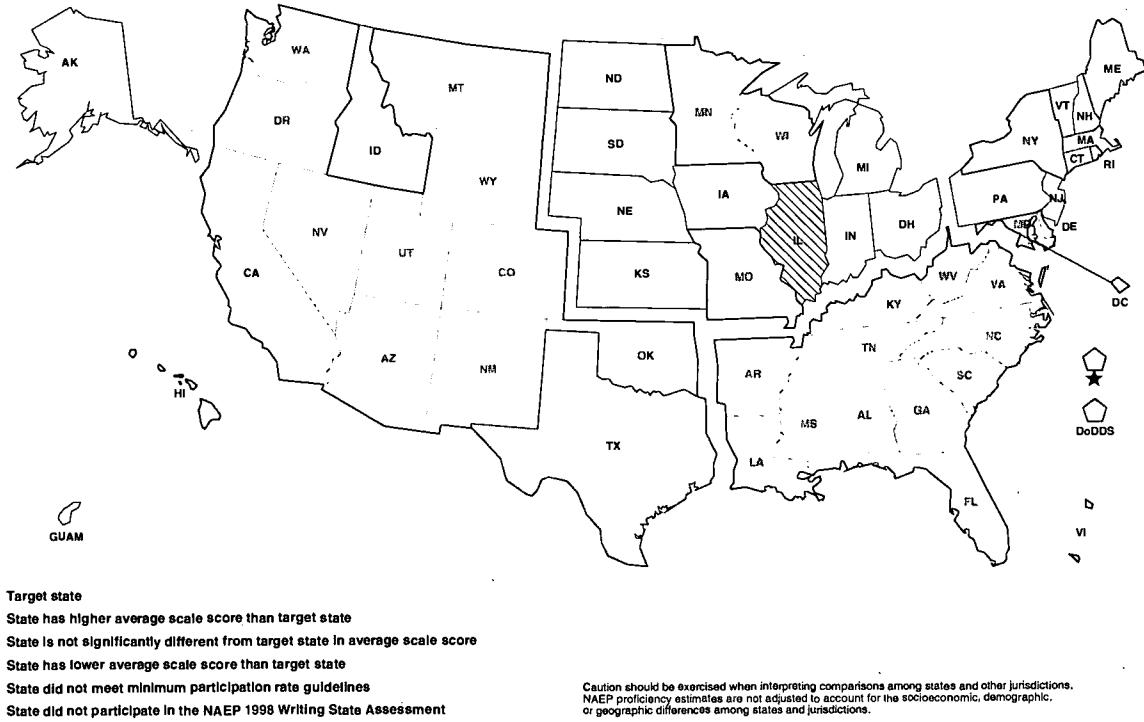 AK
WA
MT
ND
MN
ME
VT
NH
DR
ID
SD
WI
NY
MA
MI
CT
RI
WY
IA
PA
NJ
NE
DE
NV
UT
IL
IN
DH
CA
CO
KS
MO
WV
VA
DC
KY
AZ
NM
OK
TN
NC
AR
SC
HI
TX
MS
AL
GA
DoDDS
LA
FL
GUAM
VI
Target state
State has higher average scale score than target state
State is not significantly different from target state in average scale score
State has lower average scale score than target state
State did not meet minimum participation rate guidelines
State did not participate in the NAEP 1998 Writing State Assessment
Caution should be exercised when interpreting comparisons among states and other jurisdictions.
NAEP proficiency estimates are not adjusted to account for the socioeconomic, demographic,
or geographic differences among states and jurisdictions.